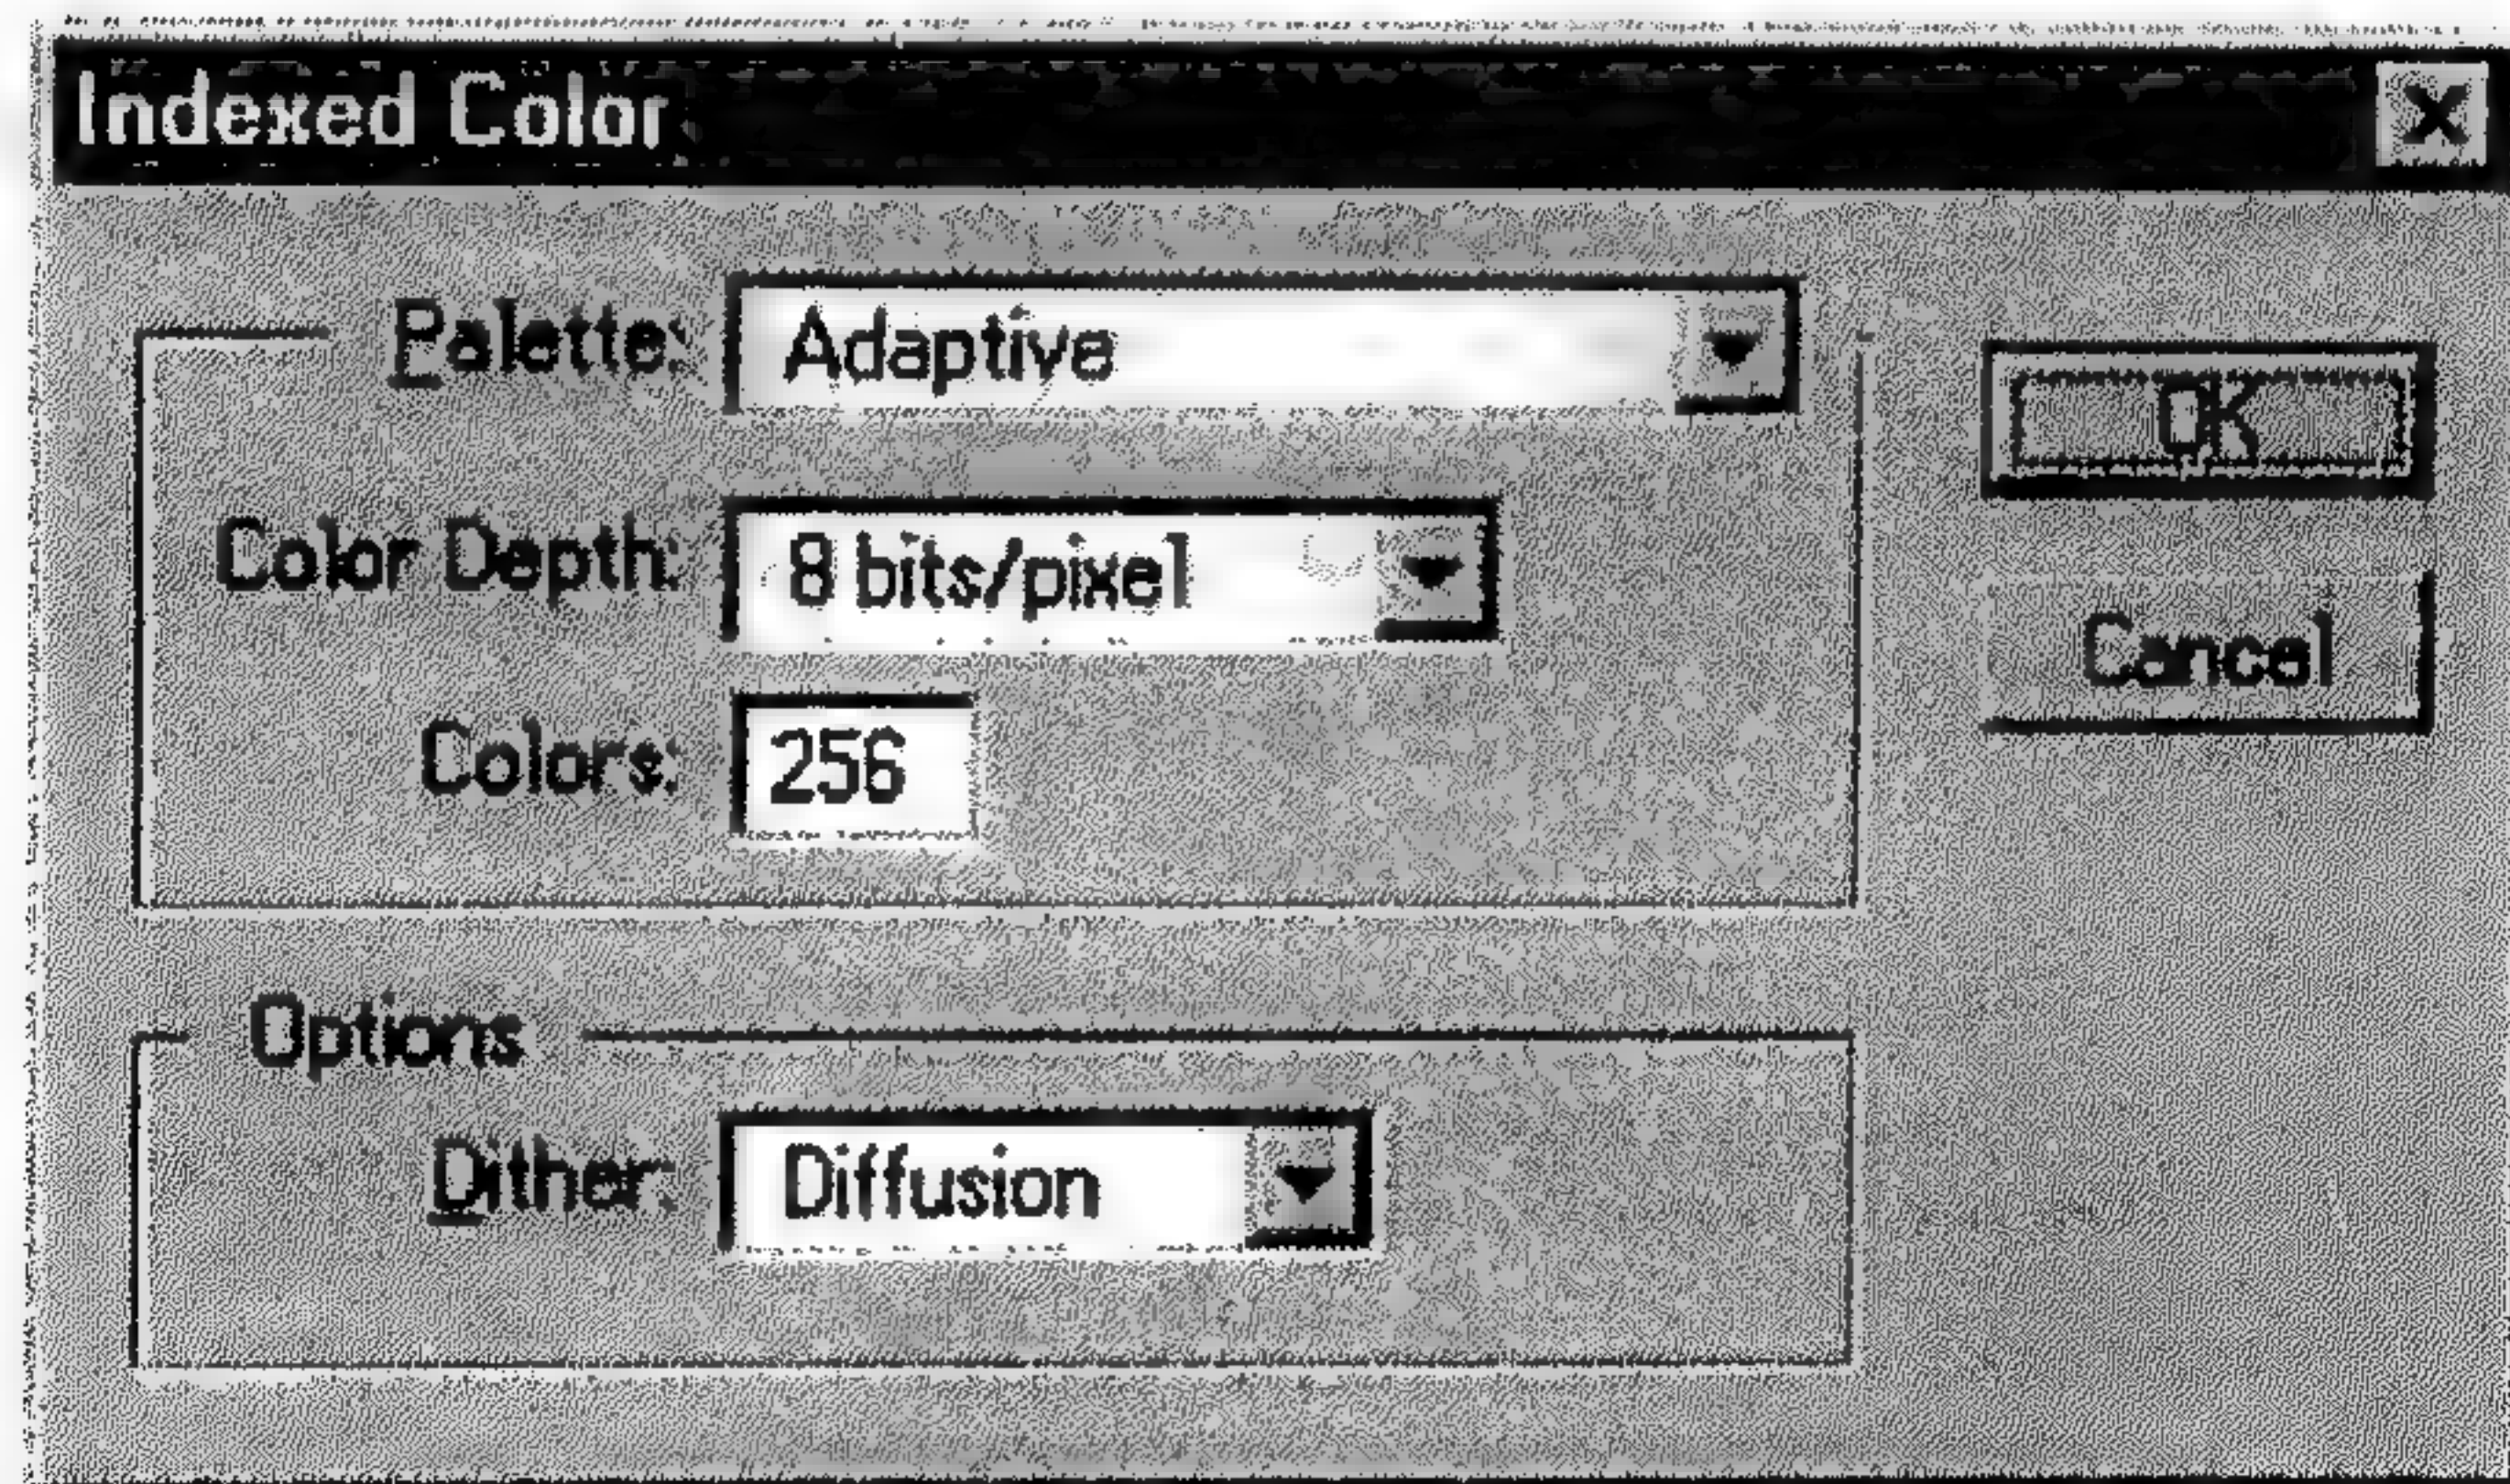 Indexed Color
Palette: Adaptive
OK
Color Depth: 8 bits/pixel
Cancel
Colors: 256
Options
Dither: Diffusion